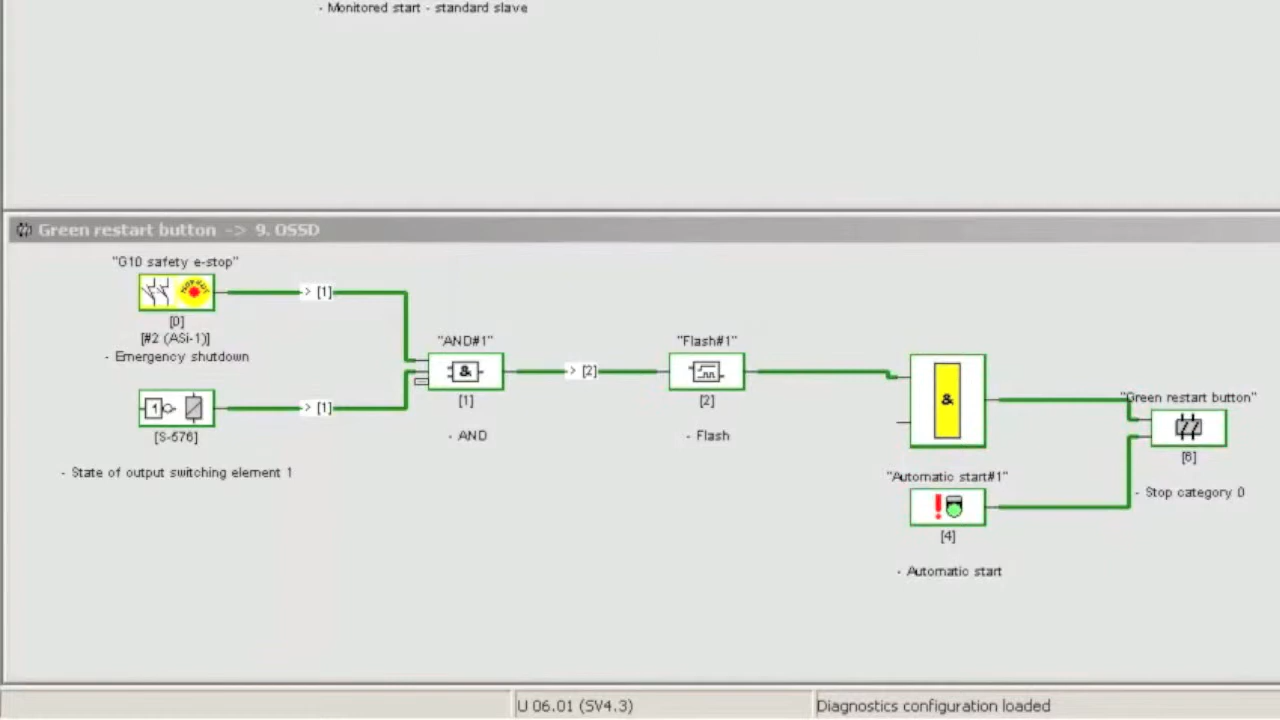 - Monitored start - standard slave
Green restart button -> 9. OSSD
"G10 safety e-stop"
> [1]
[0]
[#2 (ASi-1)]
- Emergency shutdown
"AND#1"
"Flash#1"
&
> [2]
[1]
[2]
&
"Green restart button"
1
> [1]
[S-576]
- AND
- Flash
[6]
- State of output switching element 1
"Automatic start#1"
- Stop category 0
!
[4]
- Automatic start
U 06.01 (SV4.3)
Diagnostics configuration loaded